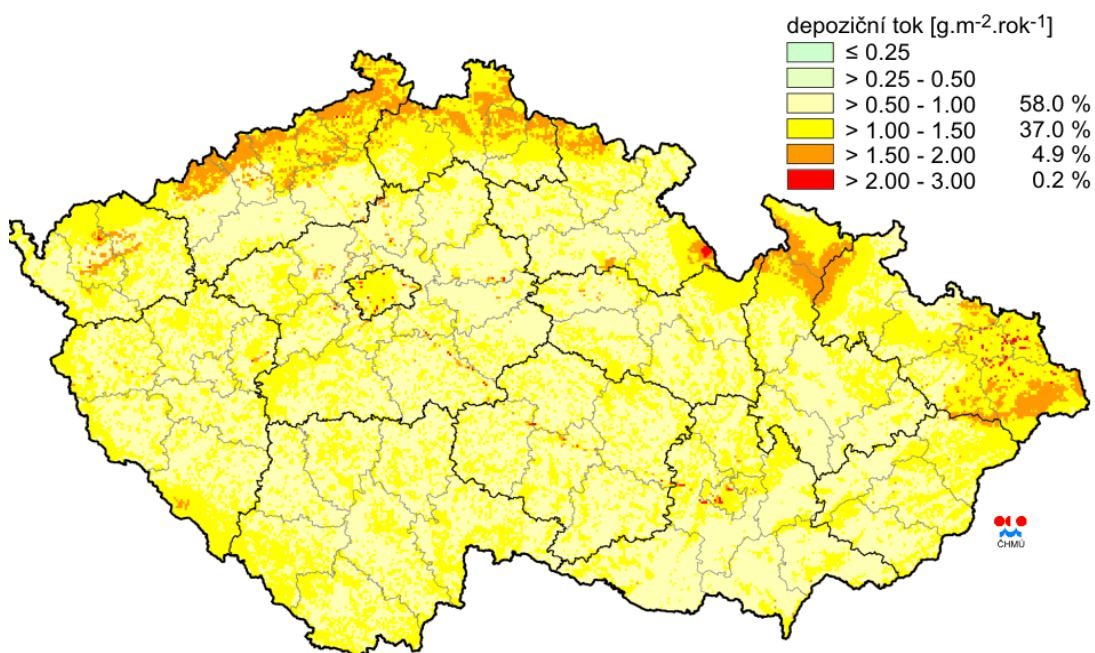 depoziční tok [g.m-2.rok-1]
≤ 0.25
> 0.25 - 0.50
> 0.50 - 1.00 58.0 %
> 1.00 - 1.50 37.0 %
> 1.50 - 2.00 4.9 %
> 2.00 - 3.00 0.2 %
ČHMÚ